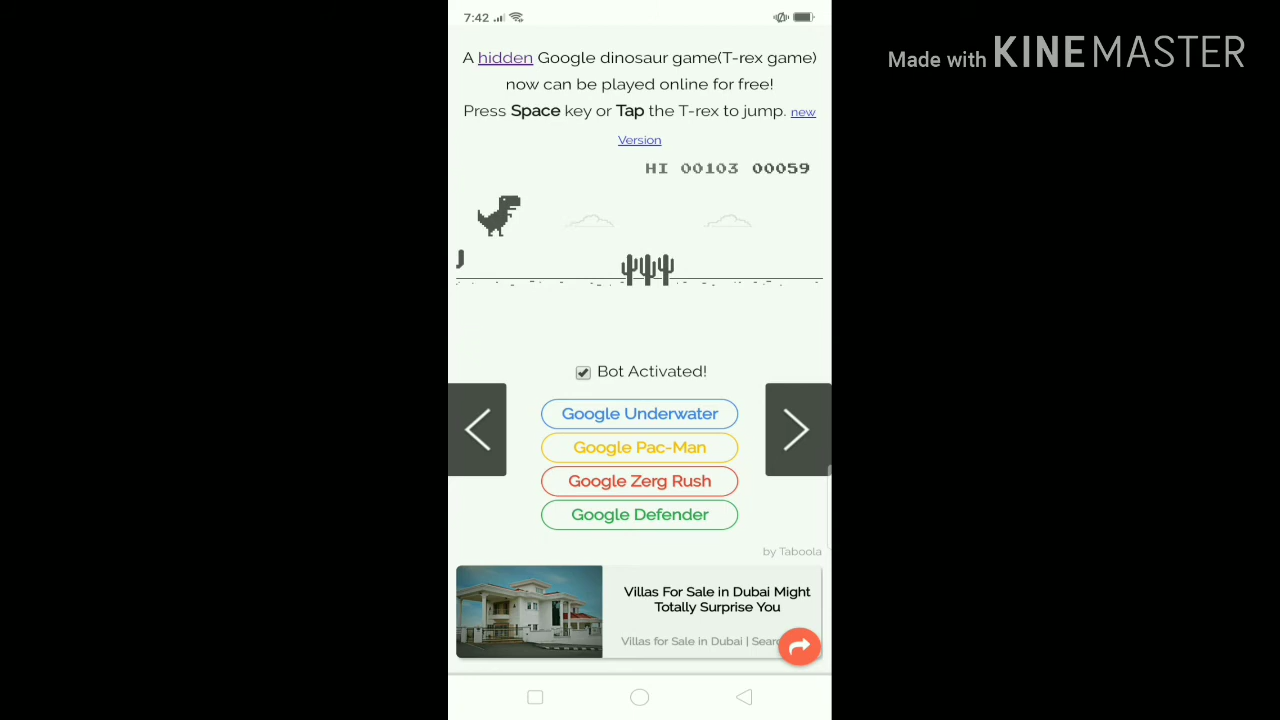 7:42
Made with KINEMASTER
A hidden Google dinosaur game(T-rex game)
now can be played online for free!
Press Space key or Tap the T-rex to jump. new
Version
HI 00103 00059
Bot Activated!
Google Underwater
Google Pac-Man
Google Zerg Rush
Google Defender
by Taboola
Villas For Sale in Dubai Might
Totally Surprise You
Villas for Sale in Dubai | Sear